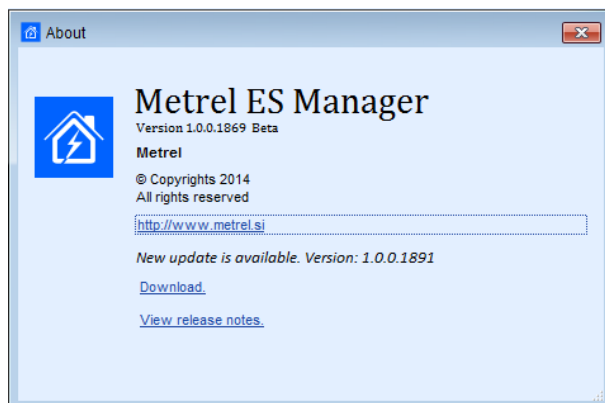 About
Metrel ES Manager
Version 1.0.0.1869 Beta
Metrel
© Copyrights 2014
All rights reserved
http://www.metrel.si
New update is available. Version: 1.0.0.1891
Download.
View release notes.